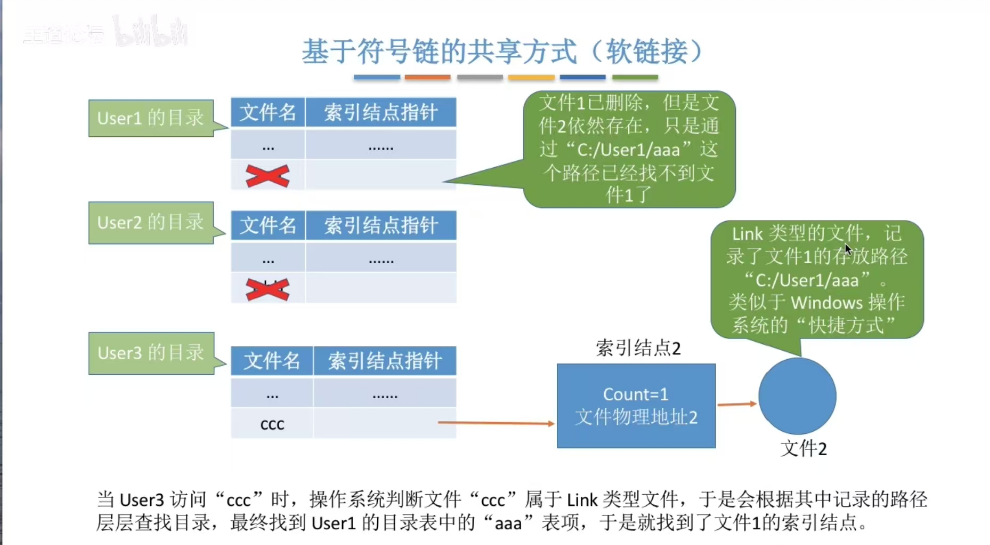 bilibili
基于符号链的共享方式（软链接）
User1 的目录
文件名 索引结点指针
... ......
文件1已删除，但是文
件2依然存在，只是通
过“C:/User1/aaa”这
个路径已经找不到文
件1了
User2 的目录
文件名 索引结点指针
... ......
Link 类型的文件，记
录了文件1的存放路径
“C:/User1/aaa”。
类似于 Windows 操作
系统的“快捷方式”
User3 的目录
文件名 索引结点指针
... ......
ccc
索引结点2
Count=1
文件物理地址2
文件2
当 User3 访问“ccc”时，操作系统判断文件“ccc”属于 Link 类型文件，于是会根据其中记录的路径
层层查找目录，最终找到 User1 的目录表中的“aaa”表项，于是就找到了文件1的索引结点。